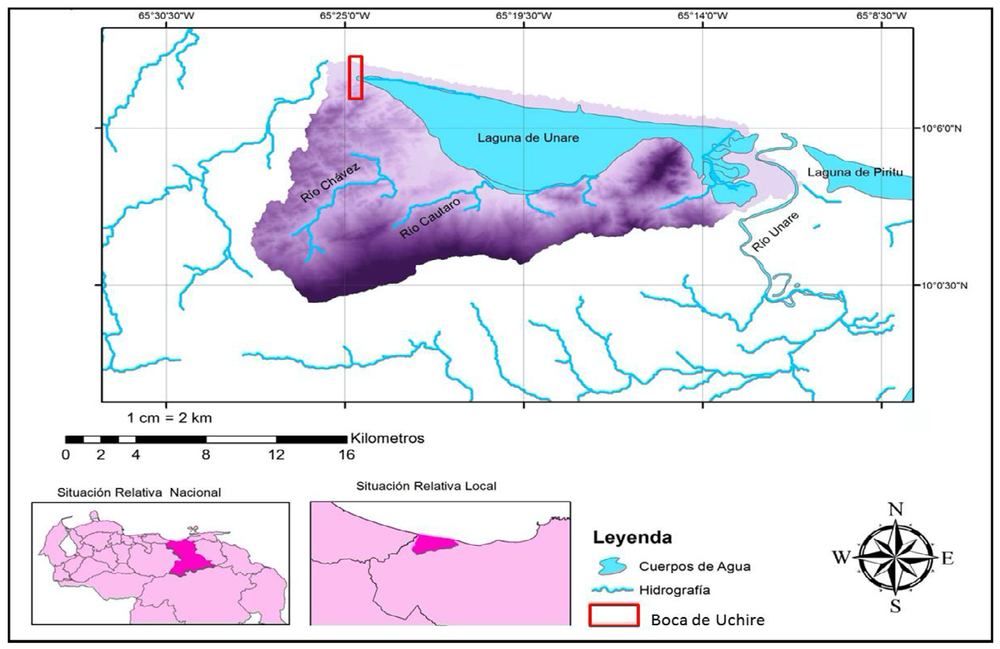 65°30'30"W 65°25'0"W 65°19'30"W 65°14'0"W 65°8'30"W
10°6'0"N
Laguna de Unare
Laguna de Piritu
Río Chávez
Río Cautaro
Río Unare
10°0'30"N
1 cm = 2 km
Kilometros
0 2 4 8 12 16
Situación Relativa Nacional
Situación Relativa Local
Leyenda
Cuerpos de Agua
Hidrografía
Boca de Uchire
N
W E
S